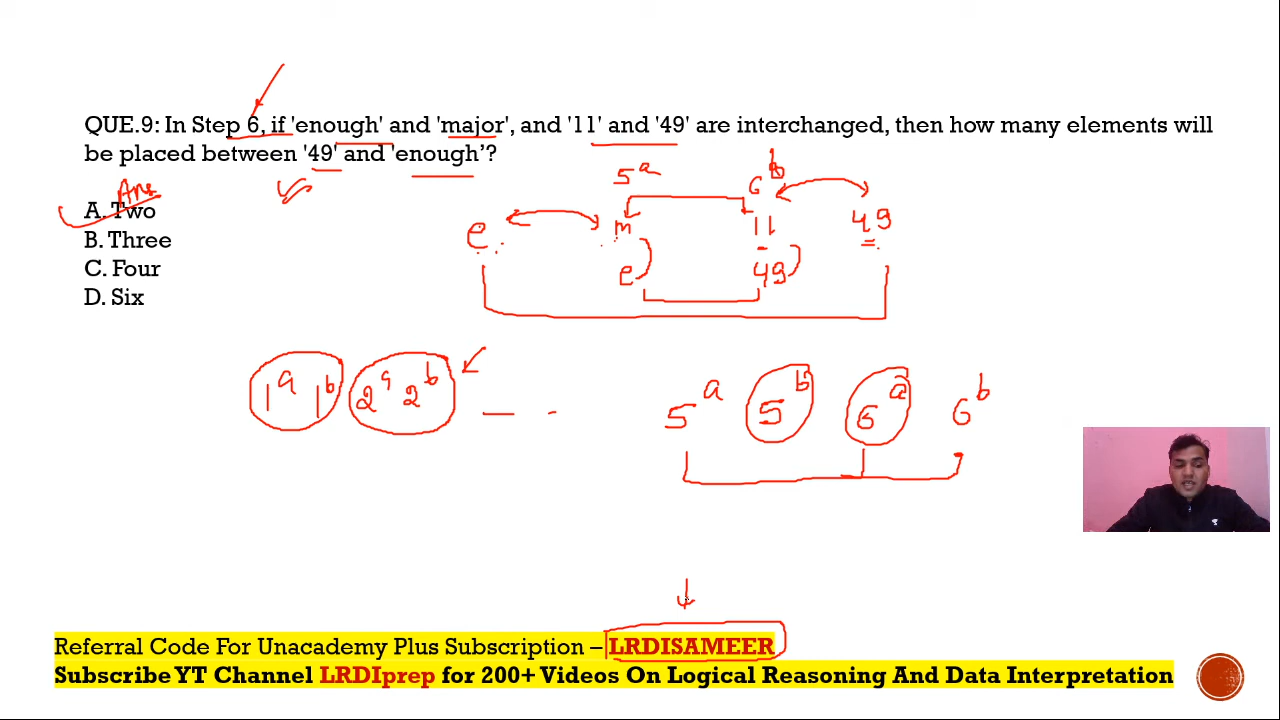 QUE.9: In Step 6, if 'enough' and 'major', and '11' and '49' are interchanged, then how many elements will
be placed between '49' and 'enough'?
5a 6b
Ans
A. Two
e m 11 49
B. Three
C. Four
e 49
D. Six
1a 1b 2a 2b 5a 5b 6a 6b
Referral Code For Unacademy Plus Subscription – LRDISAMEER
Subscribe YT Channel LRDIprep for 200+ Videos On Logical Reasoning And Data Interpretation